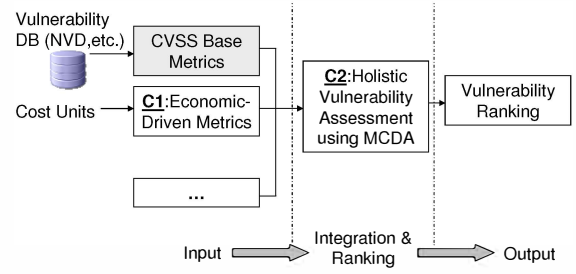 Vulnerability
DB (NVD,etc.)
CVSS Base
Metrics
Cost Units
C1:Economic-
Driven Metrics
...
C2:Holistic
Vulnerability
Assessment
using MCDA
Vulnerability
Ranking
Input
Integration &
Ranking
Output